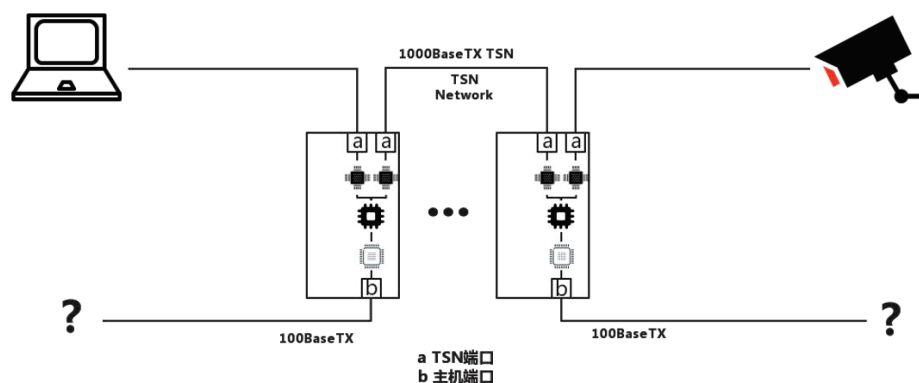 1000BaseTX TSN
TSN
Network
a a a a
b b
? ?
100BaseTX 100BaseTX
a TSN端口
b 主机端口